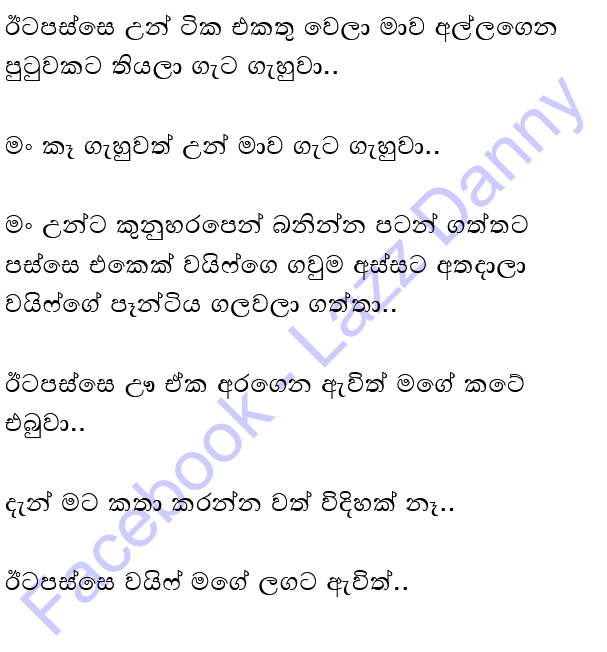 ඊටපස්සෙ උන් ටික එකතු වෙලා මාව අල්ලගෙන
පුටුවකට තියලා ගැට ගැහුවා..
මං කෑ ගැහුවත් උන් මාව ගැට ගැහුවා..
මං උන්ට කුනුහරපෙන් බනින්න පටන් ගත්තට
පස්සෙ එකෙක් වයිෆ්ගෙ ගවුම අස්සට අතදාලා
වයිෆ්ගේ පෑන්ටිය ගලවලා ගත්තා..
ඊටපස්සෙ ඌ ඒක අරගෙන ඇවිත් මගේ කටේ
එබුවා..
දැන් මට කතා කරන්න වත් විදිහක් නෑ..
ඊටපස්සෙ වයිෆ් මගේ ලගට ඇවිත්..
Facebook - Lazz Danny